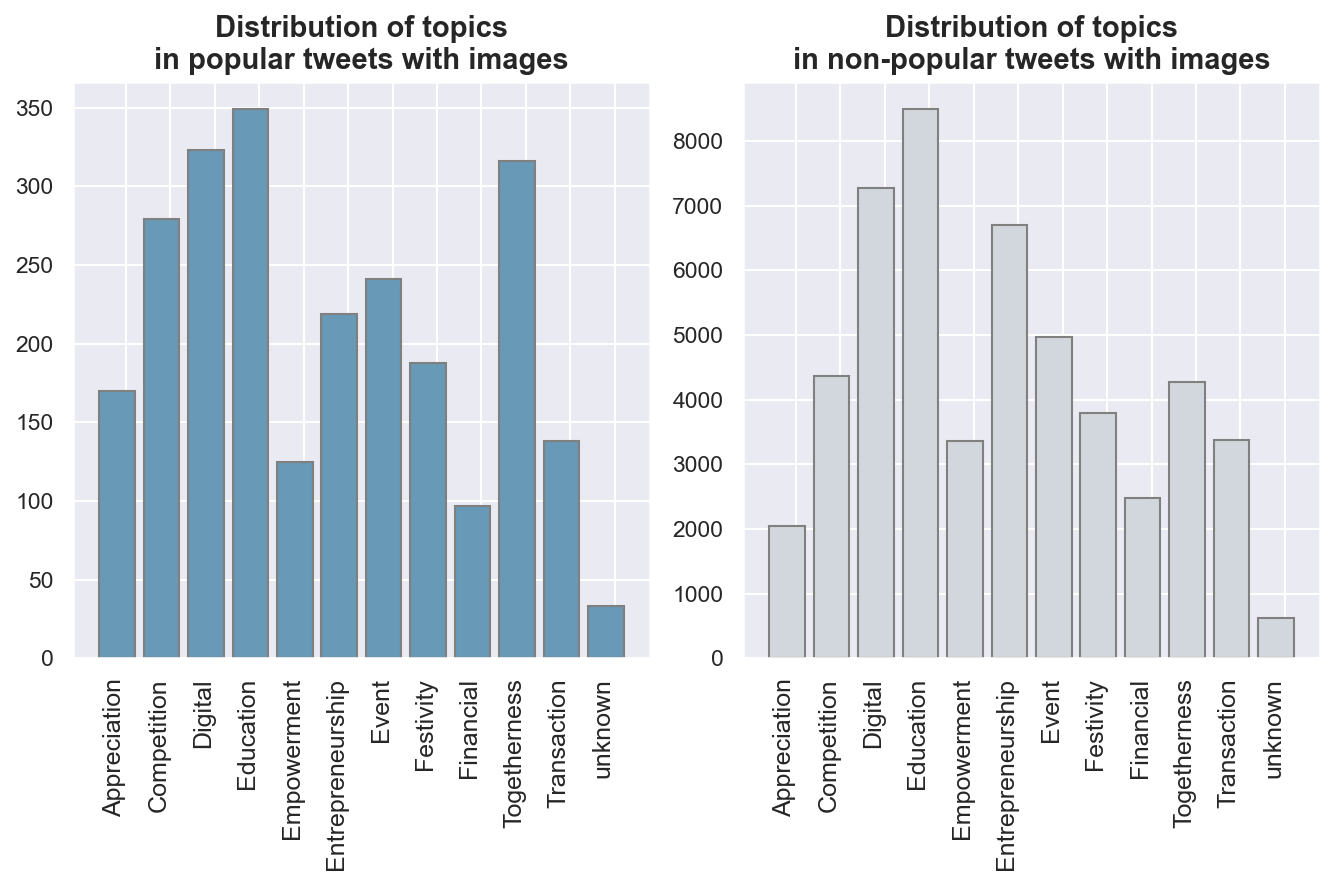 Distribution of topics
in popular tweets with images
350
300
250
200
150
100
50
0
Appreciation
Competition
Digital
Education
Empowerment
Entrepreneurship
Event
Festivity
Financial
Togetherness
Transaction
unknown
Distribution of topics
in non-popular tweets with images
8000
7000
6000
5000
4000
3000
2000
1000
0
Appreciation
Competition
Digital
Education
Empowerment
Entrepreneurship
Event
Festivity
Financial
Togetherness
Transaction
unknown